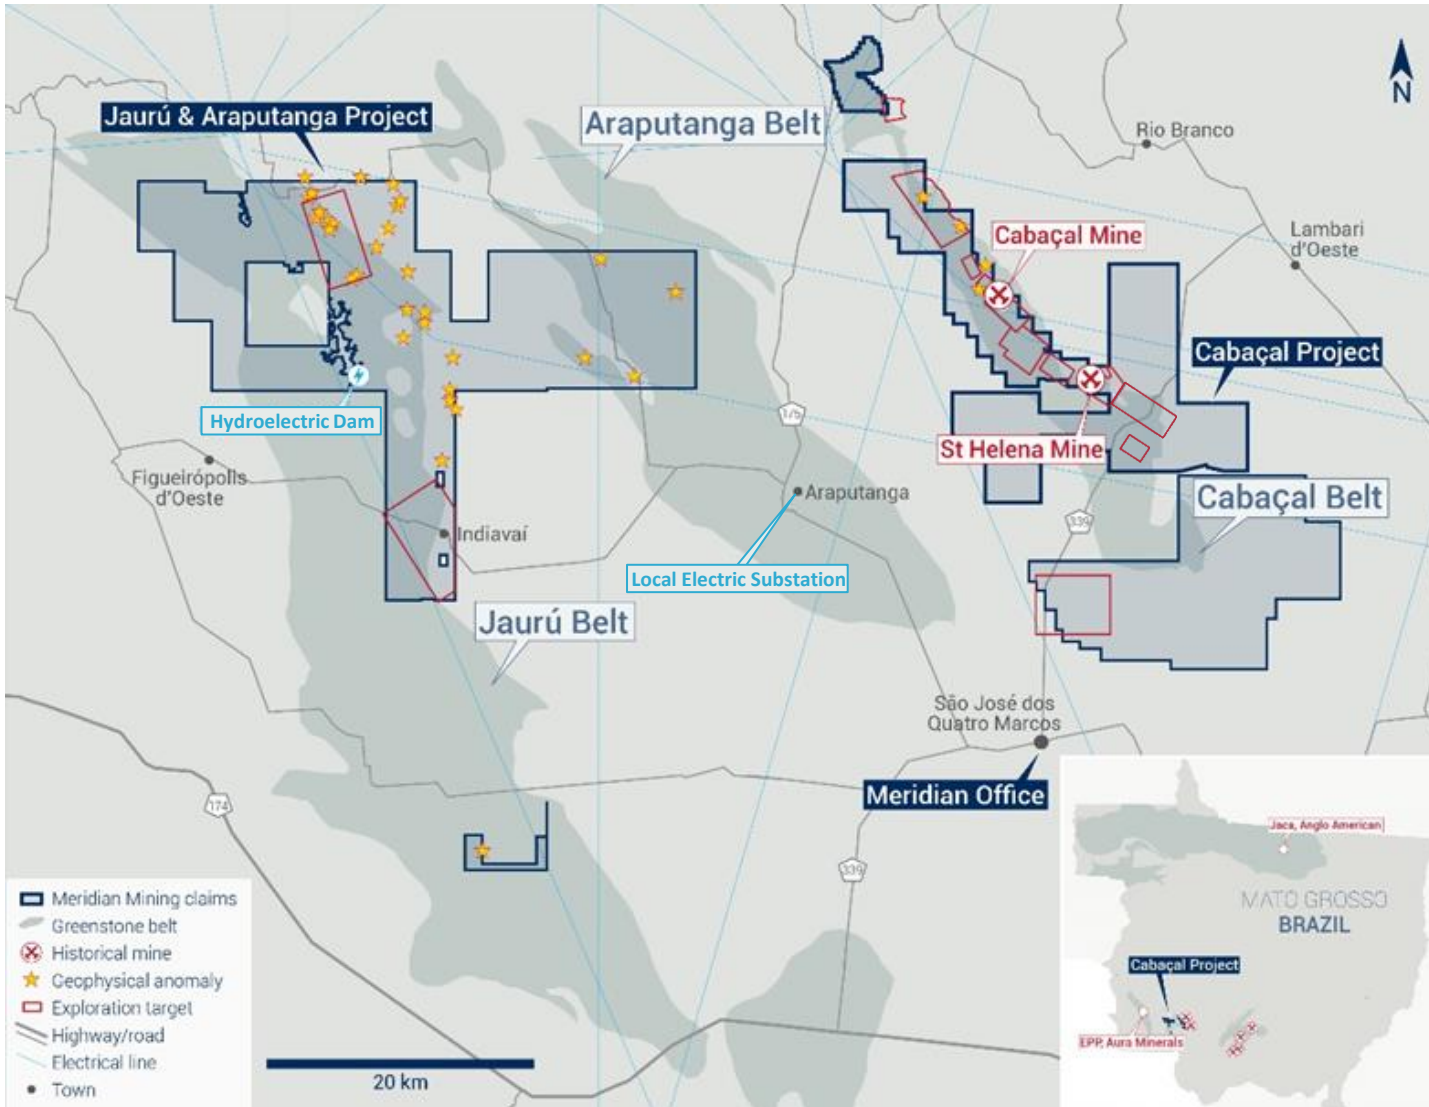 Jaurú & Araputanga Project
Araputanga Belt
N
Rio Branco
Cabaçal Mine
Lambari
d'Oeste
Cabaçal Project
Hydroelectric Dam
175
St Helena Mine
Figueirópolis
d'Oeste
Araputanga
Cabaçal Belt
339
Indiavaí
Local Electric Substation
Jaurú Belt
São José dos
Quatro Marcos
Meridian Office
174
339
Jaca, Anglo American
MATO GROSSO
BRAZIL
Cabaçal Project
EPP, Aura Minerals
Meridian Mining claims
Greenstone belt
Historical mine
Geophysical anomaly
Exploration target
Highway/road
Electrical line
Town
20 km